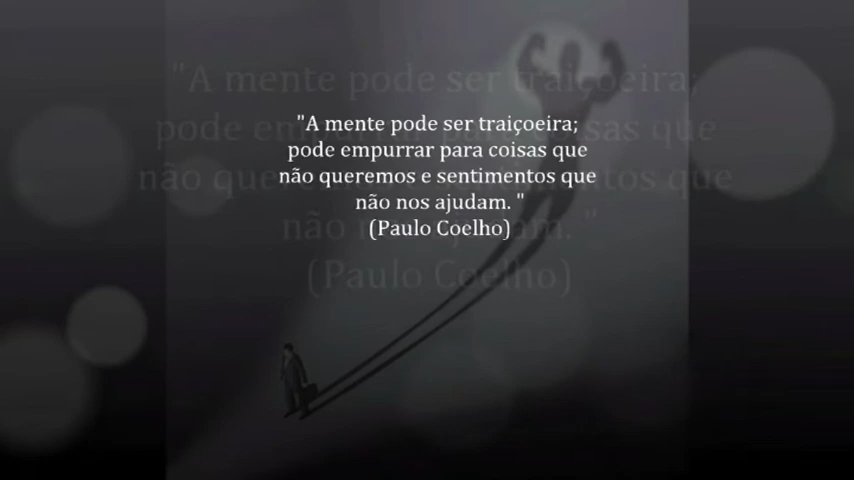 "A mente pode ser traiçoeira;
pode empurrar para coisas que
não queremos e sentimentos que
não nos ajudam. "
(Paulo Coelho)